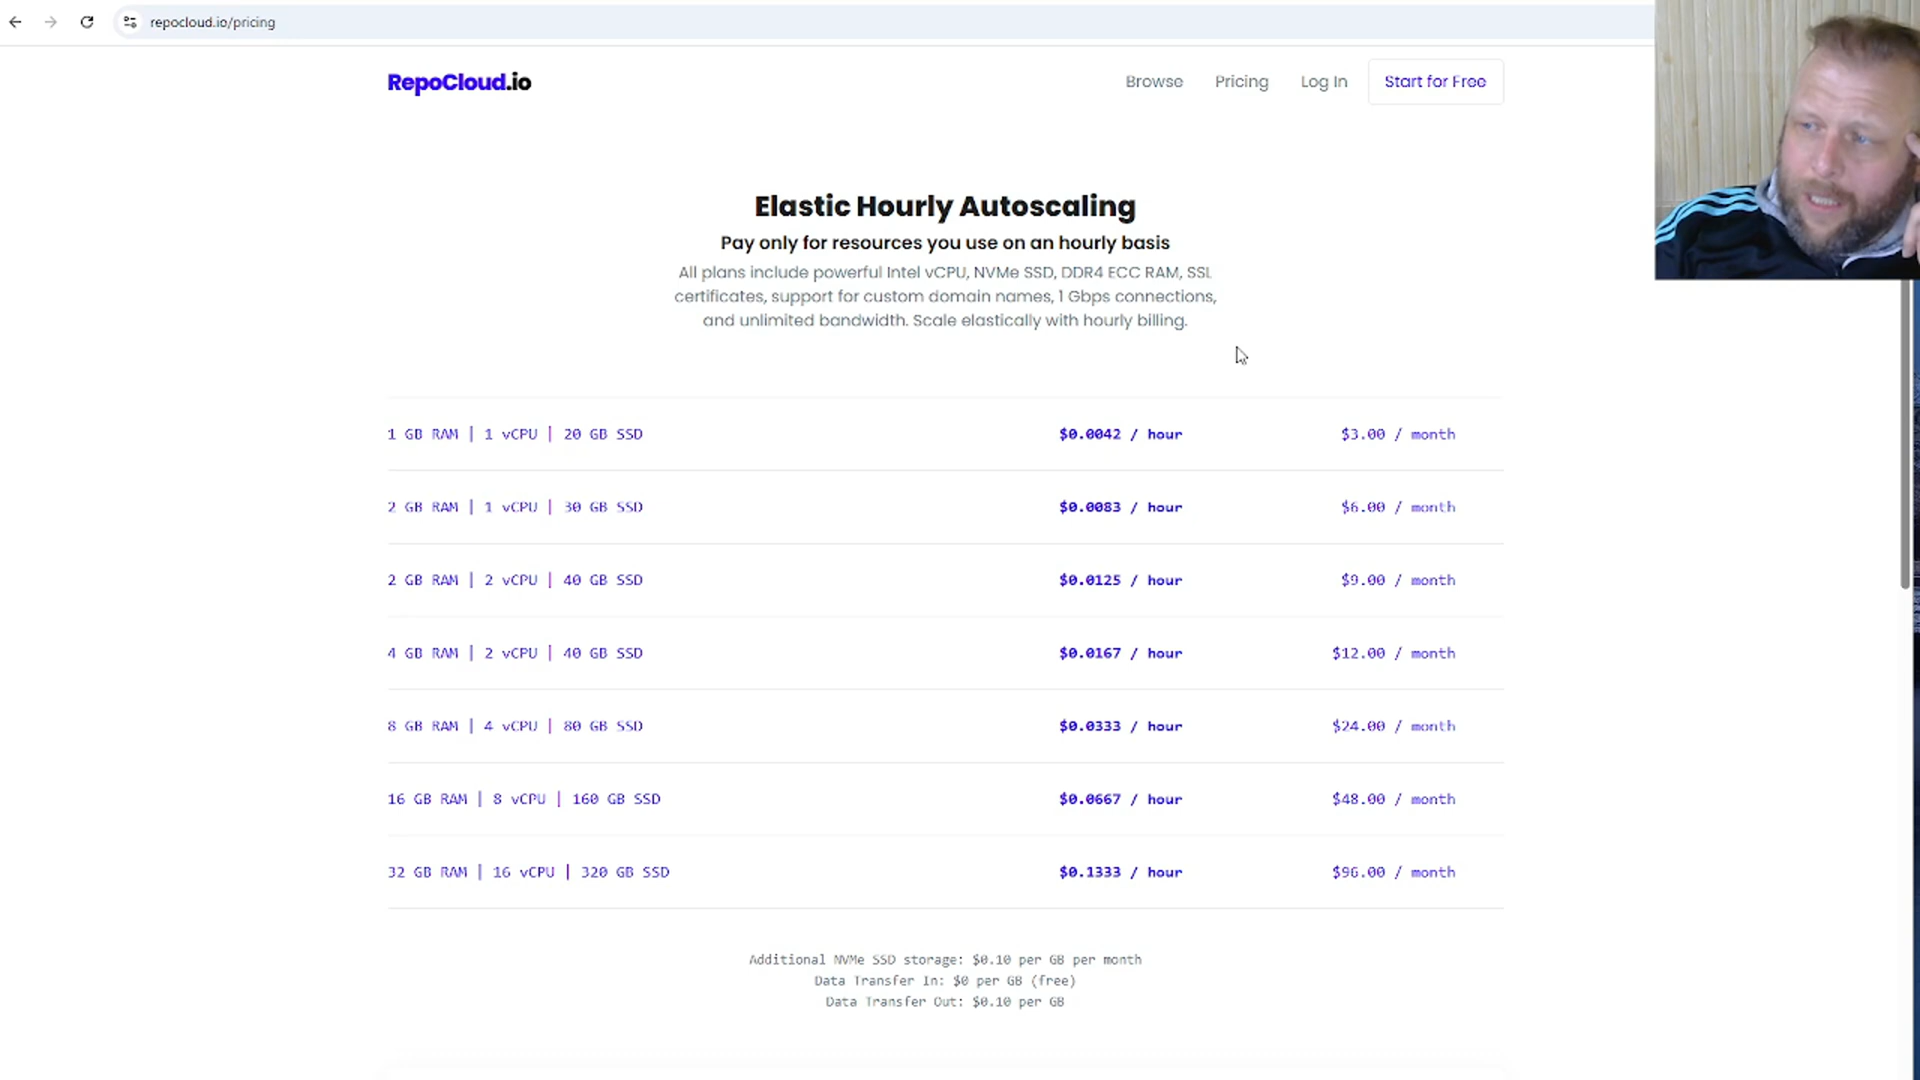 repocloud.io/pricing
RepoCloud.io
Browse
Pricing
Log In
Start for Free
Elastic Hourly Autoscaling
Pay only for resources you use on an hourly basis
All plans include powerful Intel vCPU, NVMe SSD, DDR4 ECC RAM, SSL
certificates, support for custom domain names, 1 Gbps connections,
and unlimited bandwidth. Scale elastically with hourly billing.
1 GB RAM | 1 vCPU | 20 GB SSD $0.0042 / hour $3.00 / month
2 GB RAM | 1 vCPU | 30 GB SSD $0.0083 / hour $6.00 / month
2 GB RAM | 2 vCPU | 40 GB SSD $0.0125 / hour $9.00 / month
4 GB RAM | 2 vCPU | 40 GB SSD $0.0167 / hour $12.00 / month
8 GB RAM | 4 vCPU | 80 GB SSD $0.0333 / hour $24.00 / month
16 GB RAM | 8 vCPU | 160 GB SSD $0.0667 / hour $48.00 / month
32 GB RAM | 16 vCPU | 320 GB SSD $0.1333 / hour $96.00 / month
Additional NVMe SSD storage: $0.10 per GB per month
Data Transfer In: $0 per GB (free)
Data Transfer Out: $0.10 per GB